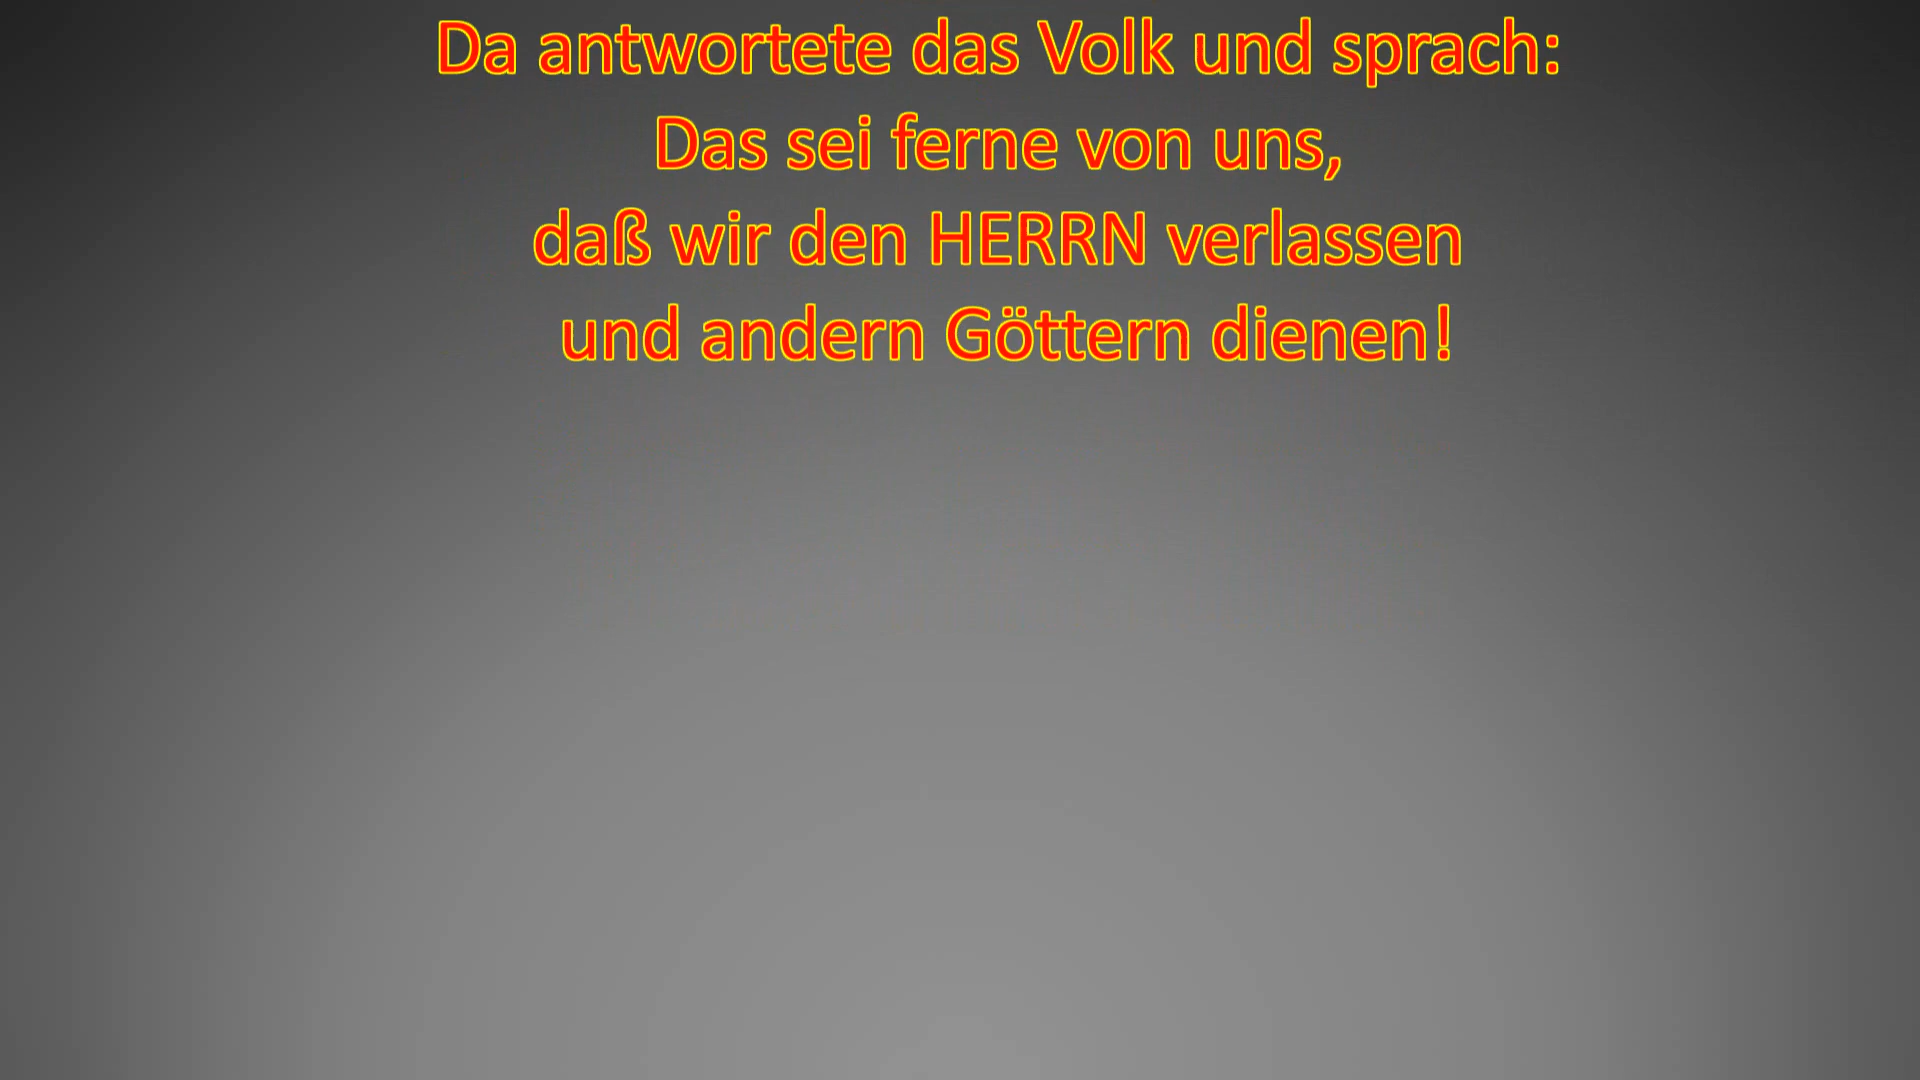 Da antwortete das Volk und sprach:
Das sei ferne von uns,
daß wir den HERRN verlassen
und andern Göttern dienen!